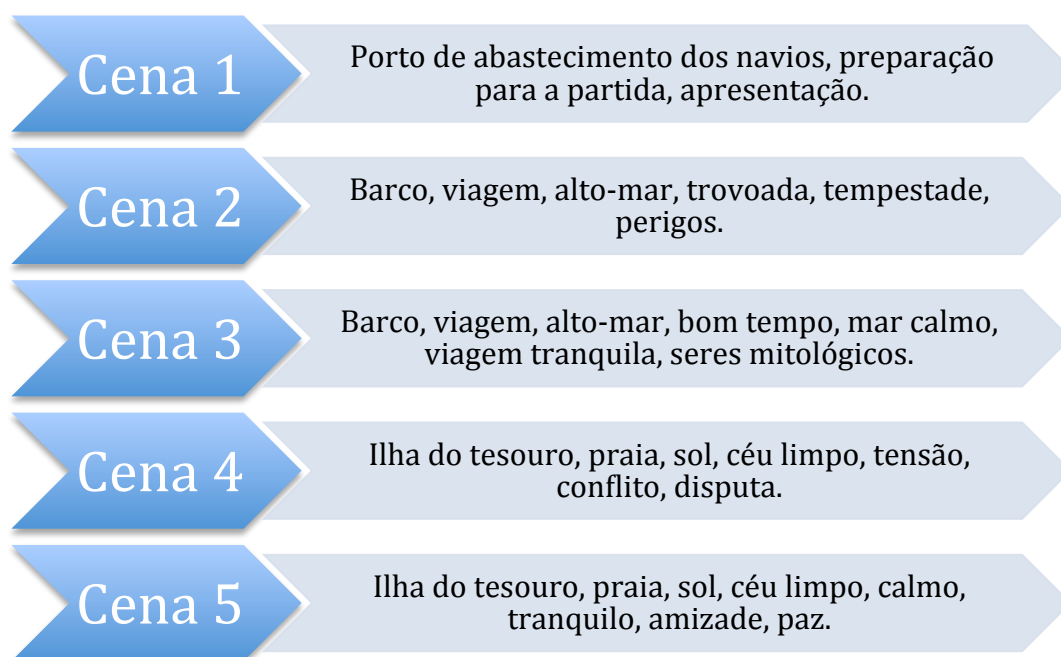 Cena 1
Porto de abastecimento dos navios, preparação
para a partida, apresentação.
Cena 2
Barco, viagem, alto-mar, trovoada, tempestade,
perigos.
Cena 3
Barco, viagem, alto-mar, bom tempo, mar calmo,
viagem tranquila, seres mitológicos.
Cena 4
Ilha do tesouro, praia, sol, céu limpo, tensão,
conflito, disputa.
Cena 5
Ilha do tesouro, praia, sol, céu limpo, calmo,
tranquilo, amizade, paz.